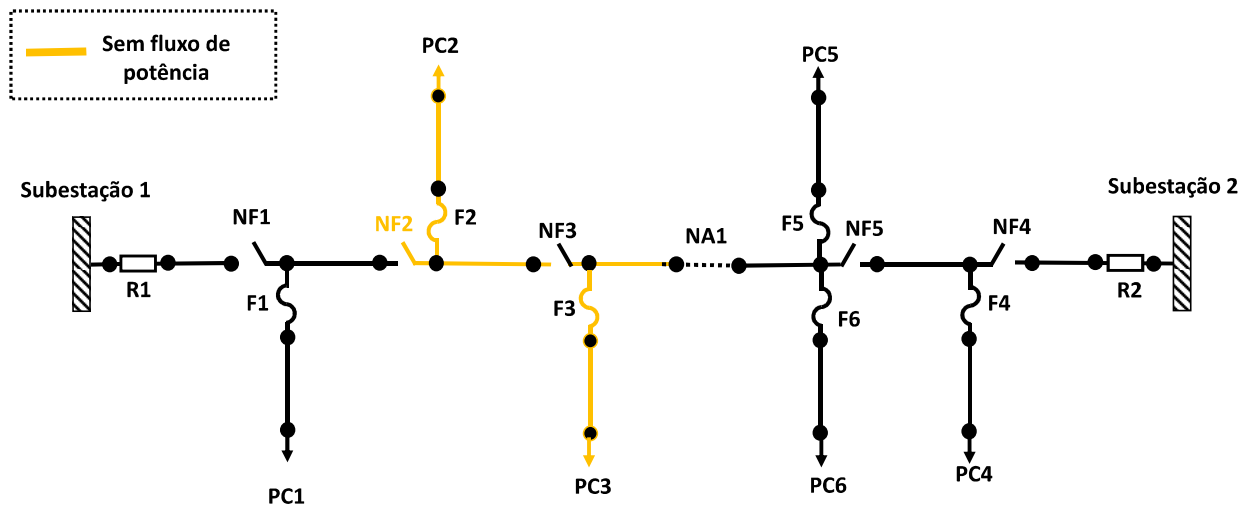 Sem fluxo de
potência
PC2
PC5
Subestação 1
Subestação 2
NF1
NF2
F2
NF3
NA1
F5
NF5
NF4
R1
F1
F3
F6
F4
R2
PC1
PC3
PC6
PC4